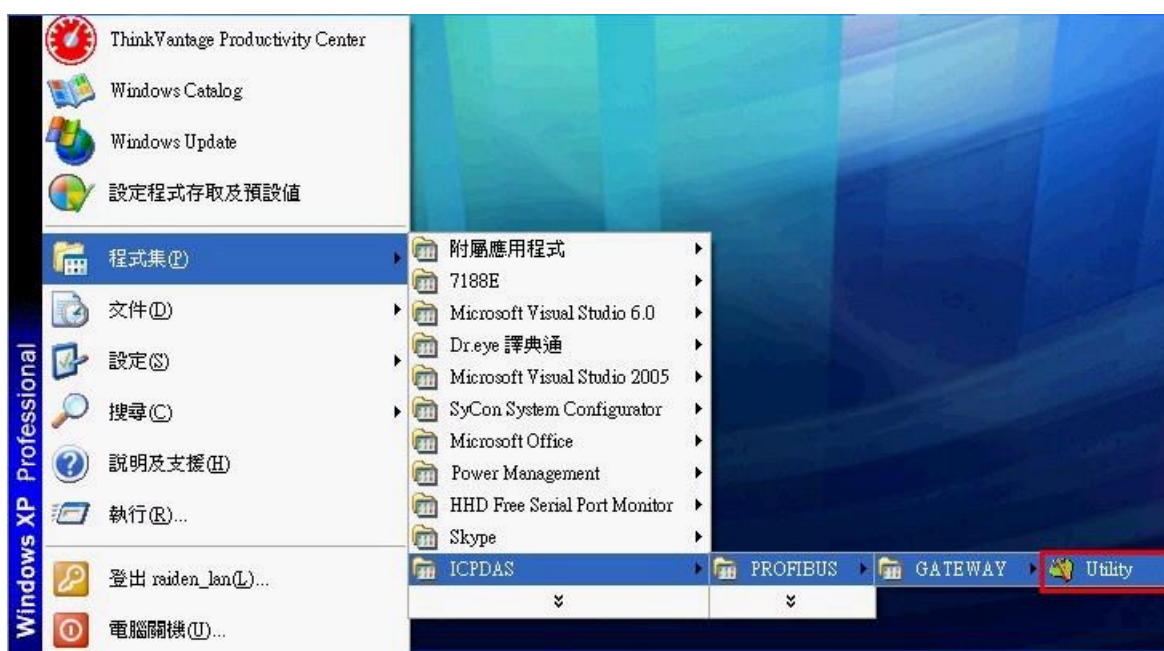 ThinkVantage Productivity Center
Windows Catalog
Windows Update
設定程式存取及預設值
程式集(P)
文件(D)
設定(S)
搜尋(C)
說明及支援(H)
執行(R)...
登出 raiden_lan(L)...
電腦關機(U)...
Windows XP Professional
附屬應用程式
7188E
Microsoft Visual Studio 6.0
Dr.eye 譯典通
Microsoft Visual Studio 2005
SyCon System Configurator
Microsoft Office
Power Management
HHD Free Serial Port Monitor
Skype
ICPDAS
PROFIBUS
GATEWAY
Utility